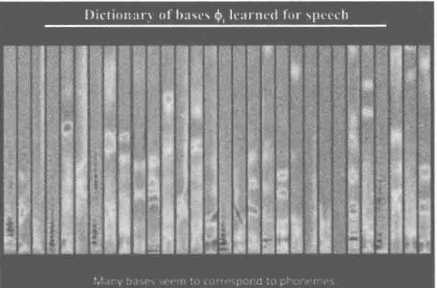 Dictionary of bases ϕᵢ learned for speech
Many bases seem to correspond to phonemes.